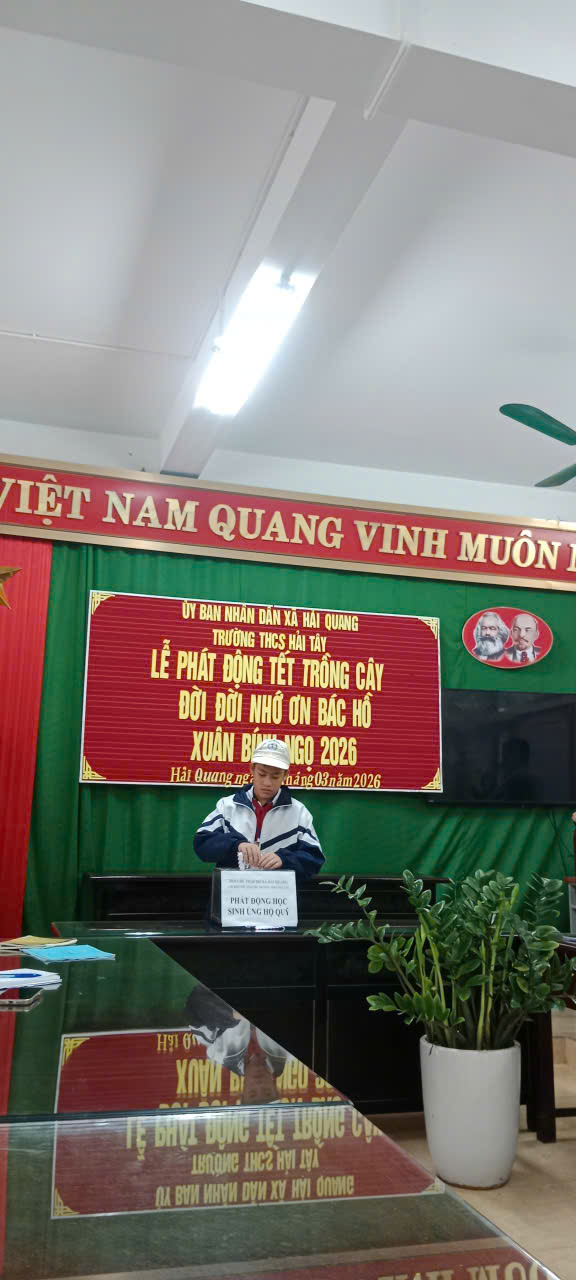 VIỆT NAM QUANG VINH MUÔN
ỦY BAN NHÂN DÂN XÃ HẢI QUANG
TRƯỜNG THCS HẢI TÂY
LỄ PHÁT ĐỘNG TẾT TRỒNG CÂY
ĐỜI ĐỜI NHỚ ƠN BÁC HỒ
XUÂN BÍNH NGỌ 2026
Hải Quang ngày tháng 03 năm 2026
PHÁT ĐỘNG HỌC
SINH ỦNG HỘ QUỸ